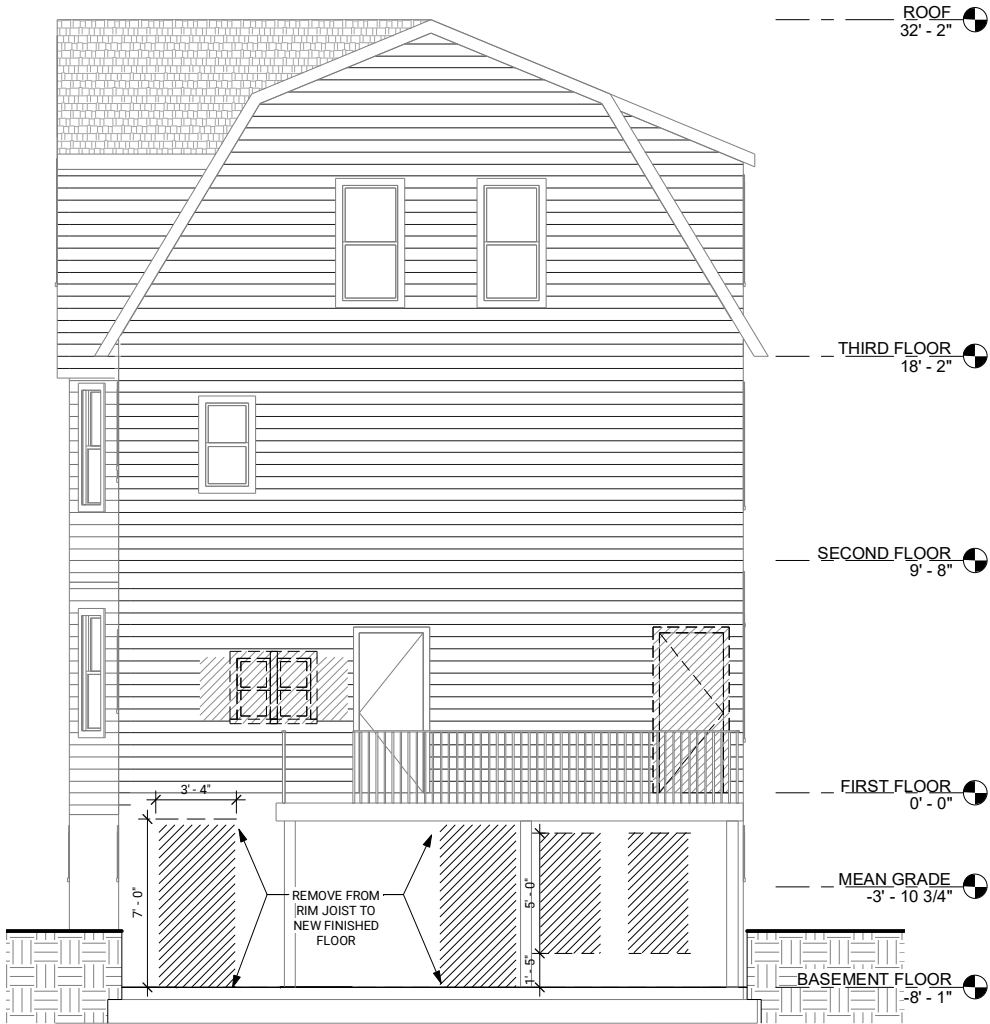 ROOF
32' - 2"
THIRD FLOOR
18' - 2"
SECOND FLOOR
9' - 8"
FIRST FLOOR
0' - 0"
3' - 4"
MEAN GRADE
-3' - 10 3/4"
7' - 0"
REMOVE FROM
RIM JOIST TO
NEW FINISHED
FLOOR
5' - 0"
1' - 5"
BASEMENT FLOOR
-8' - 1"